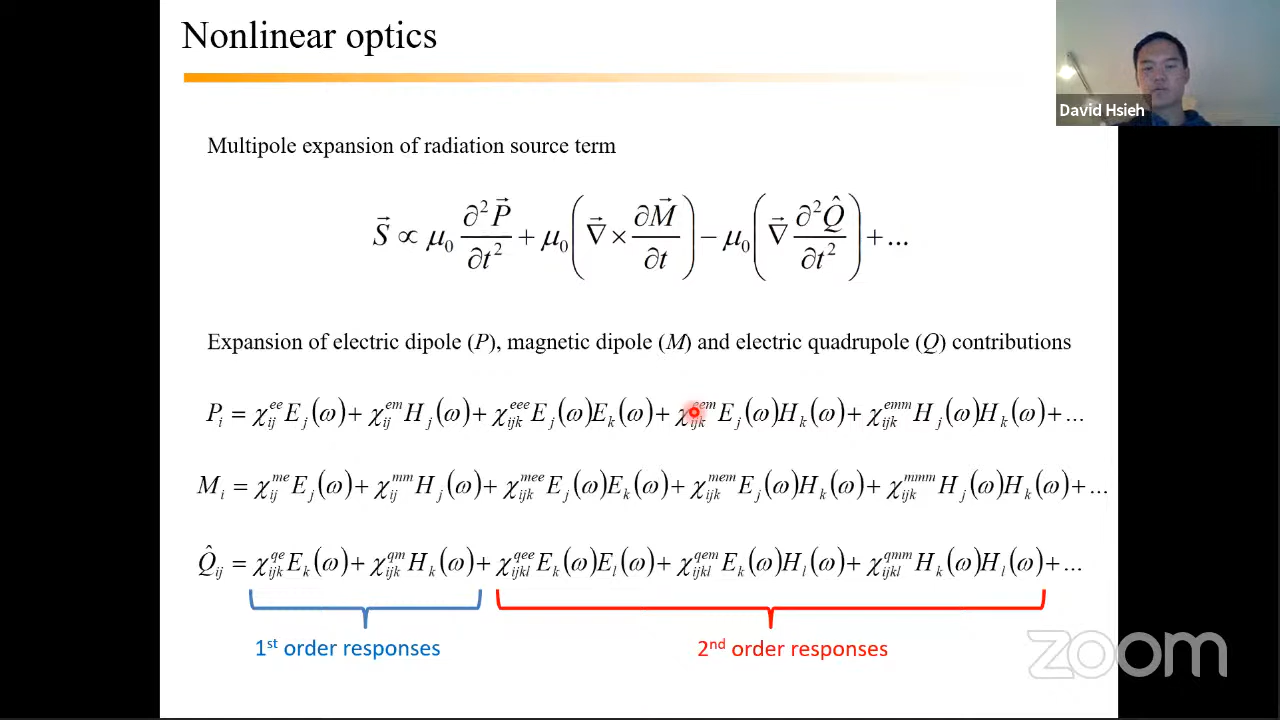 Nonlinear optics
David Hsieh
Multipole expansion of radiation source term
$\vec{S} \propto \mu_0 \frac{\partial^2 \vec{P}}{\partial t^2} + \mu_0 \left( \vec{\nabla} \times \frac{\partial \vec{M}}{\partial t} \right) - \mu_0 \left( \vec{\nabla} \frac{\partial^2 \hat{Q}}{\partial t^2} \right) + ...$
Expansion of electric dipole (P), magnetic dipole (M) and electric quadrupole (Q) contributions
$P_i = \chi_{ij}^{ee} E_j(\omega) + \chi_{ij}^{em} H_j(\omega) + \chi_{ijk}^{eee} E_j(\omega) E_k(\omega) + \chi_{ijk}^{eem} E_j(\omega) H_k(\omega) + \chi_{ijk}^{emm} H_j(\omega) H_k(\omega) + ...$
$M_i = \chi_{ij}^{me} E_j(\omega) + \chi_{ij}^{mm} H_j(\omega) + \chi_{ijk}^{mee} E_j(\omega) E_k(\omega) + \chi_{ijk}^{mem} E_j(\omega) H_k(\omega) + \chi_{ijk}^{mmm} H_j(\omega) H_k(\omega) + ...$
$\hat{Q}_{ij} = \chi_{ijk}^{qe} E_k(\omega) + \chi_{ijk}^{qm} H_k(\omega) + \chi_{ijkl}^{qee} E_k(\omega) E_l(\omega) + \chi_{ijkl}^{qem} E_k(\omega) H_l(\omega) + \chi_{ijkl}^{qmm} H_k(\omega) H_l(\omega) + ...$
1st order responses
2nd order responses
zoom